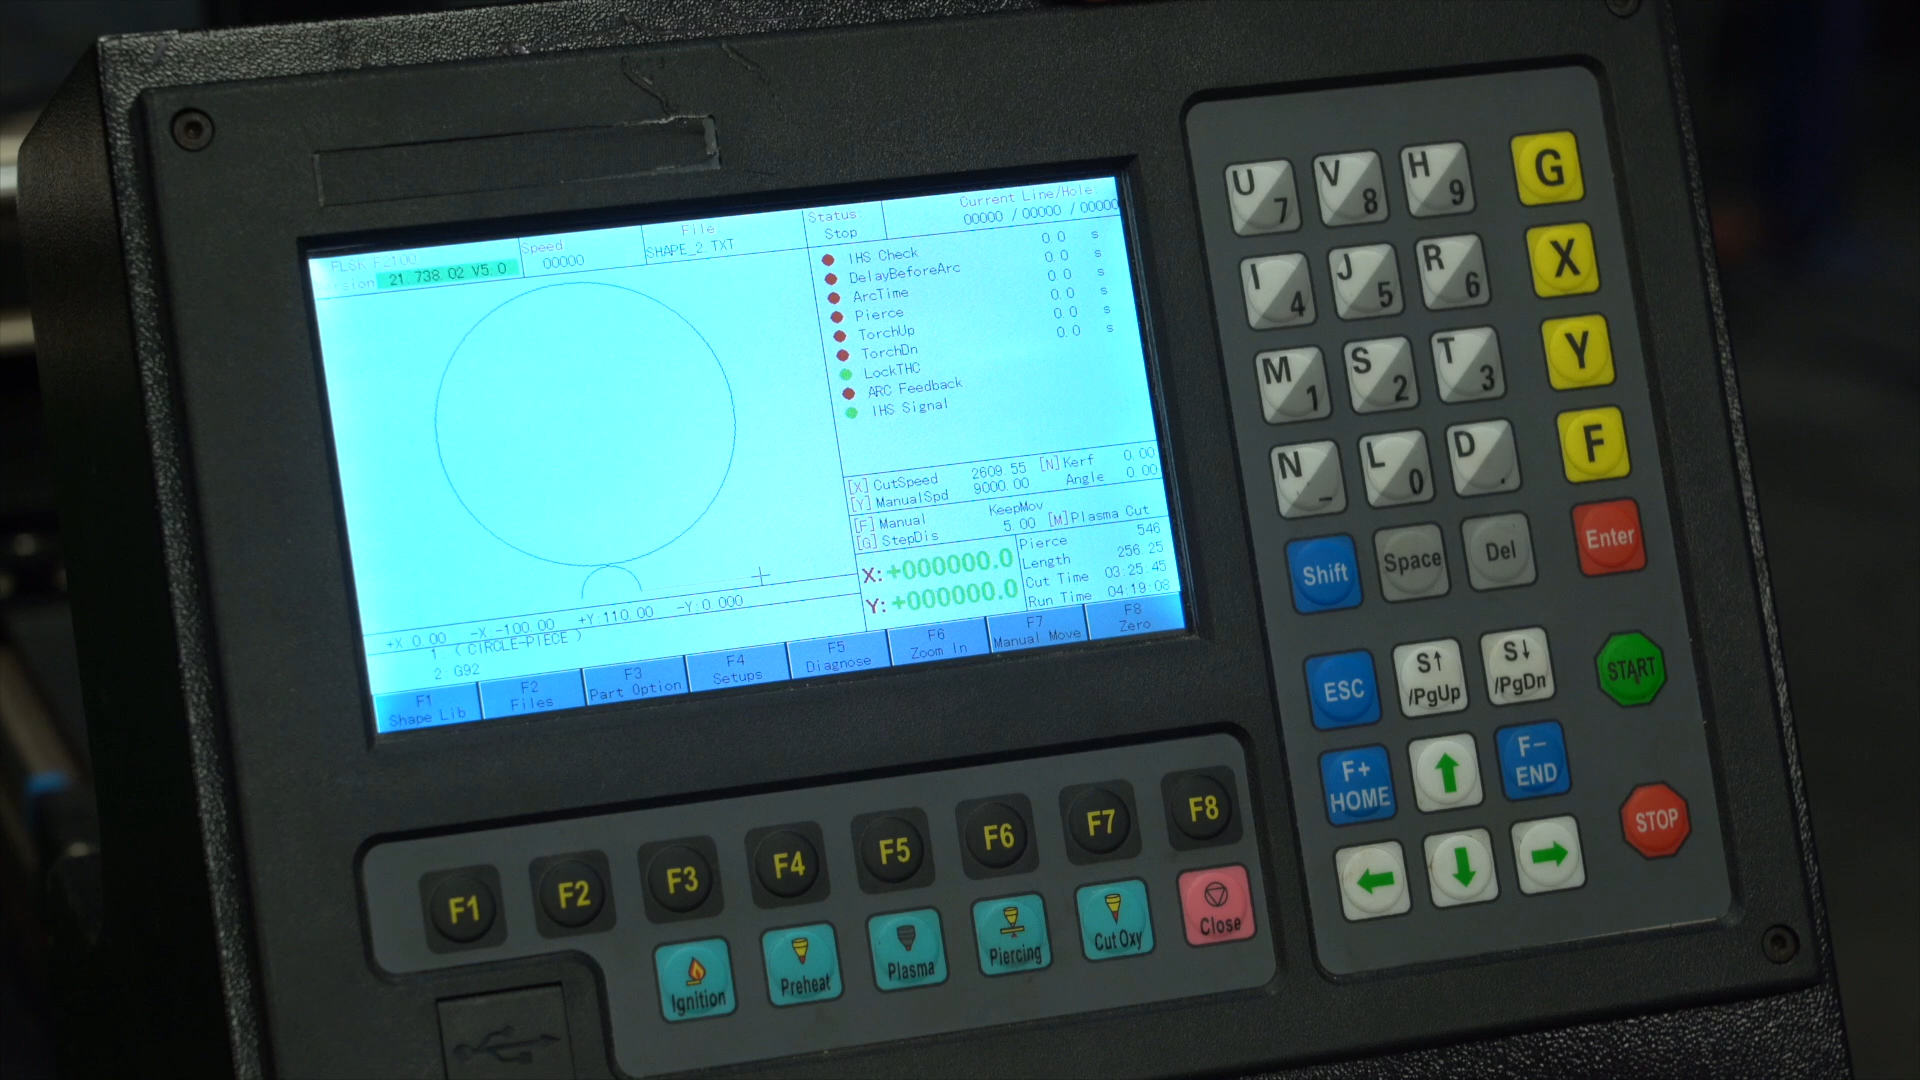 FLSK F2100
Version 21.738.02 V5.0
Speed
00000
File
SHAPE_2.TXT
Status:
Stop
Current Line/Hole:
00000 / 00000 / 00000
IHS Check 0.0 s
DelayBeforeArc 0.0 s
ArcTime 0.0 s
Pierce 0.0 s
TorchUp 0.0 s
TorchDn 0.0 s
LockTHC
ARC Feedback
IHS Signal
[X] CutSpeed 2609.55 [N] Kerf 0.00
[Y] ManualSpd 9000.00 Angle 0.00
[F] Manual KeepMov
[G] StepDis 5.00 [M] Plasma Cut
X: +000000.0
Y: +000000.0
Pierce 546
Length 256.25
Cut Time 03:25:45
Run Time 04:19:08
+X 0.00 -X -100.00 +Y:110.00 -Y:0.000
1: ( CIRCLE-PIECE )
2 G92
F1
Shape Lib
F2
Files
F3
Part Option
F4
Setups
F5
Diagnose
F6
Zoom In
F7
Manual Move
F8
Zero
U 7
V 8
H 9
G
I 4
J 5
R 6
X
M 1
S 2
T 3
Y
N _
L 0
D .
F
Shift
Space
Del
Enter
ESC
S↑ /PgUp
S↓ /PgDn
START
F+ HOME
↑
F- END
STOP
←
↓
→
F1
F2
F3
F4
F5
F6
F7
F8
Ignition
Preheat
Plasma
Piercing
Cut Oxy
Close